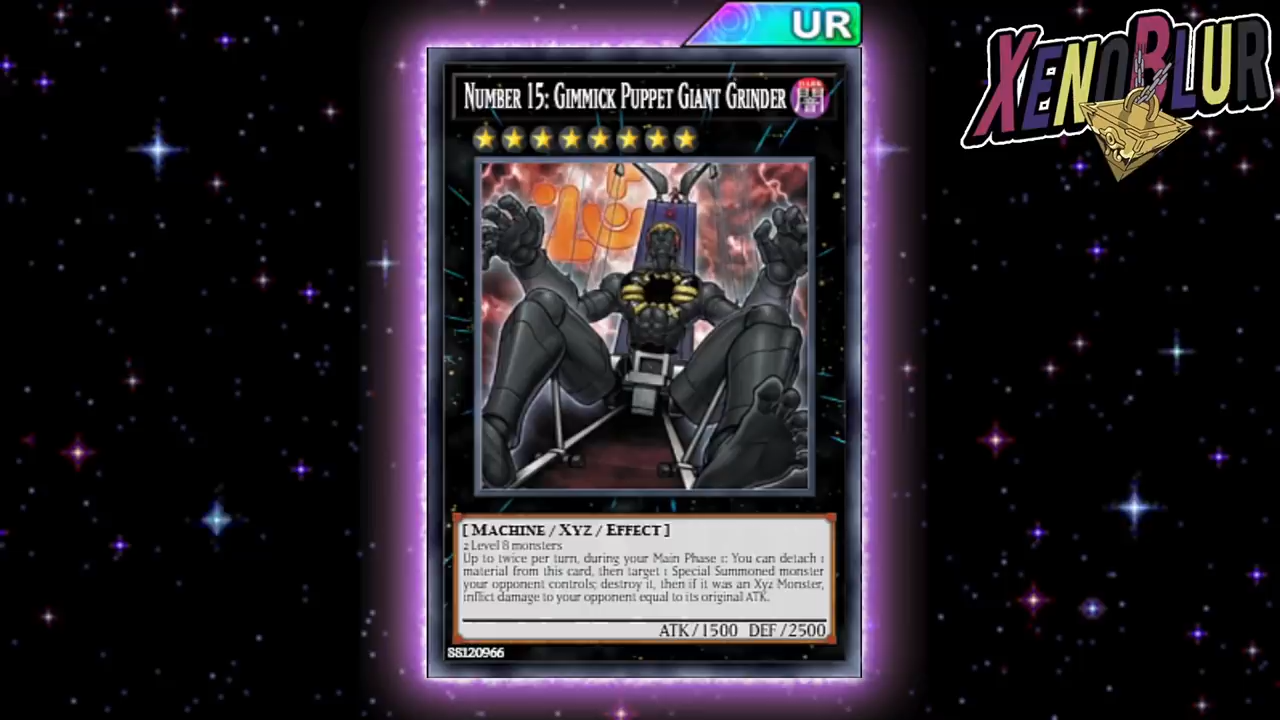 UR
XENOBLUR
NUMBER 15: GIMMICK PUPPET GIANT GRINDER
DARK
15
[ MACHINE / XYZ / EFFECT ]
2 Level 8 monsters
Up to twice per turn, during your Main Phase 1: You can detach 1
material from this card, then target 1 Special Summoned monster
your opponent controls; destroy it, then if it was an Xyz Monster,
inflict damage to your opponent equal to its original ATK.
ATK / 1500 DEF / 2500
88120966